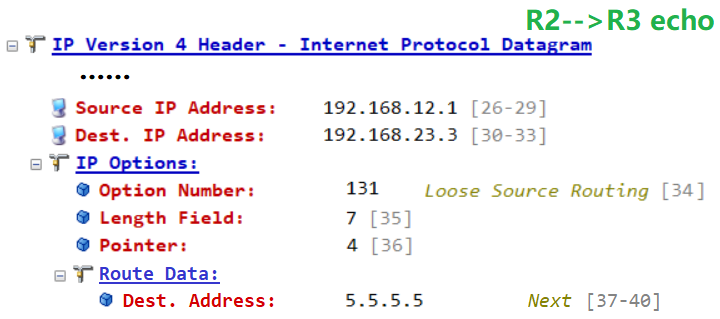 R2-->R3 echo
IP Version 4 Header - Internet Protocol Datagram
......
Source IP Address: 192.168.12.1 [26-29]
Dest. IP Address: 192.168.23.3 [30-33]
IP Options:
Option Number: 131 Loose Source Routing [34]
Length Field: 7 [35]
Pointer: 4 [36]
Route Data:
Dest. Address: 5.5.5.5 Next [37-40]